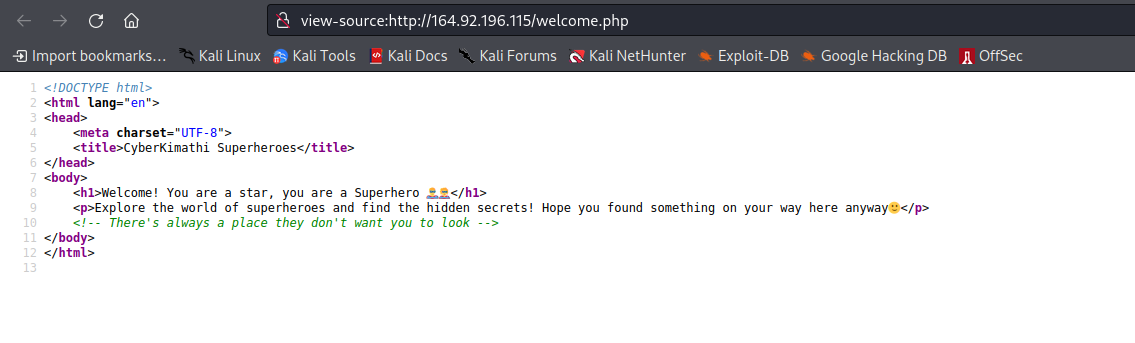 view-source:http://164.92.196.115/welcome.php
Import bookmarks... Kali Linux Kali Tools Kali Docs Kali Forums Kali NetHunter Exploit-DB Google Hacking DB OffSec
1 <!DOCTYPE html>
2 <html lang="en">
3 <head>
4     <meta charset="UTF-8">
5     <title>CyberKimathi Superheroes</title>
6 </head>
7 <body>
8     <h1>Welcome! You are a star, you are a Superhero 🦸🦸</h1>
9     <p>Explore the world of superheroes and find the hidden secrets! Hope you found something on your way here anyway🙂</p>
10     <!-- There's always a place they don't want you to look -->
11 </body>
12 </html>
13